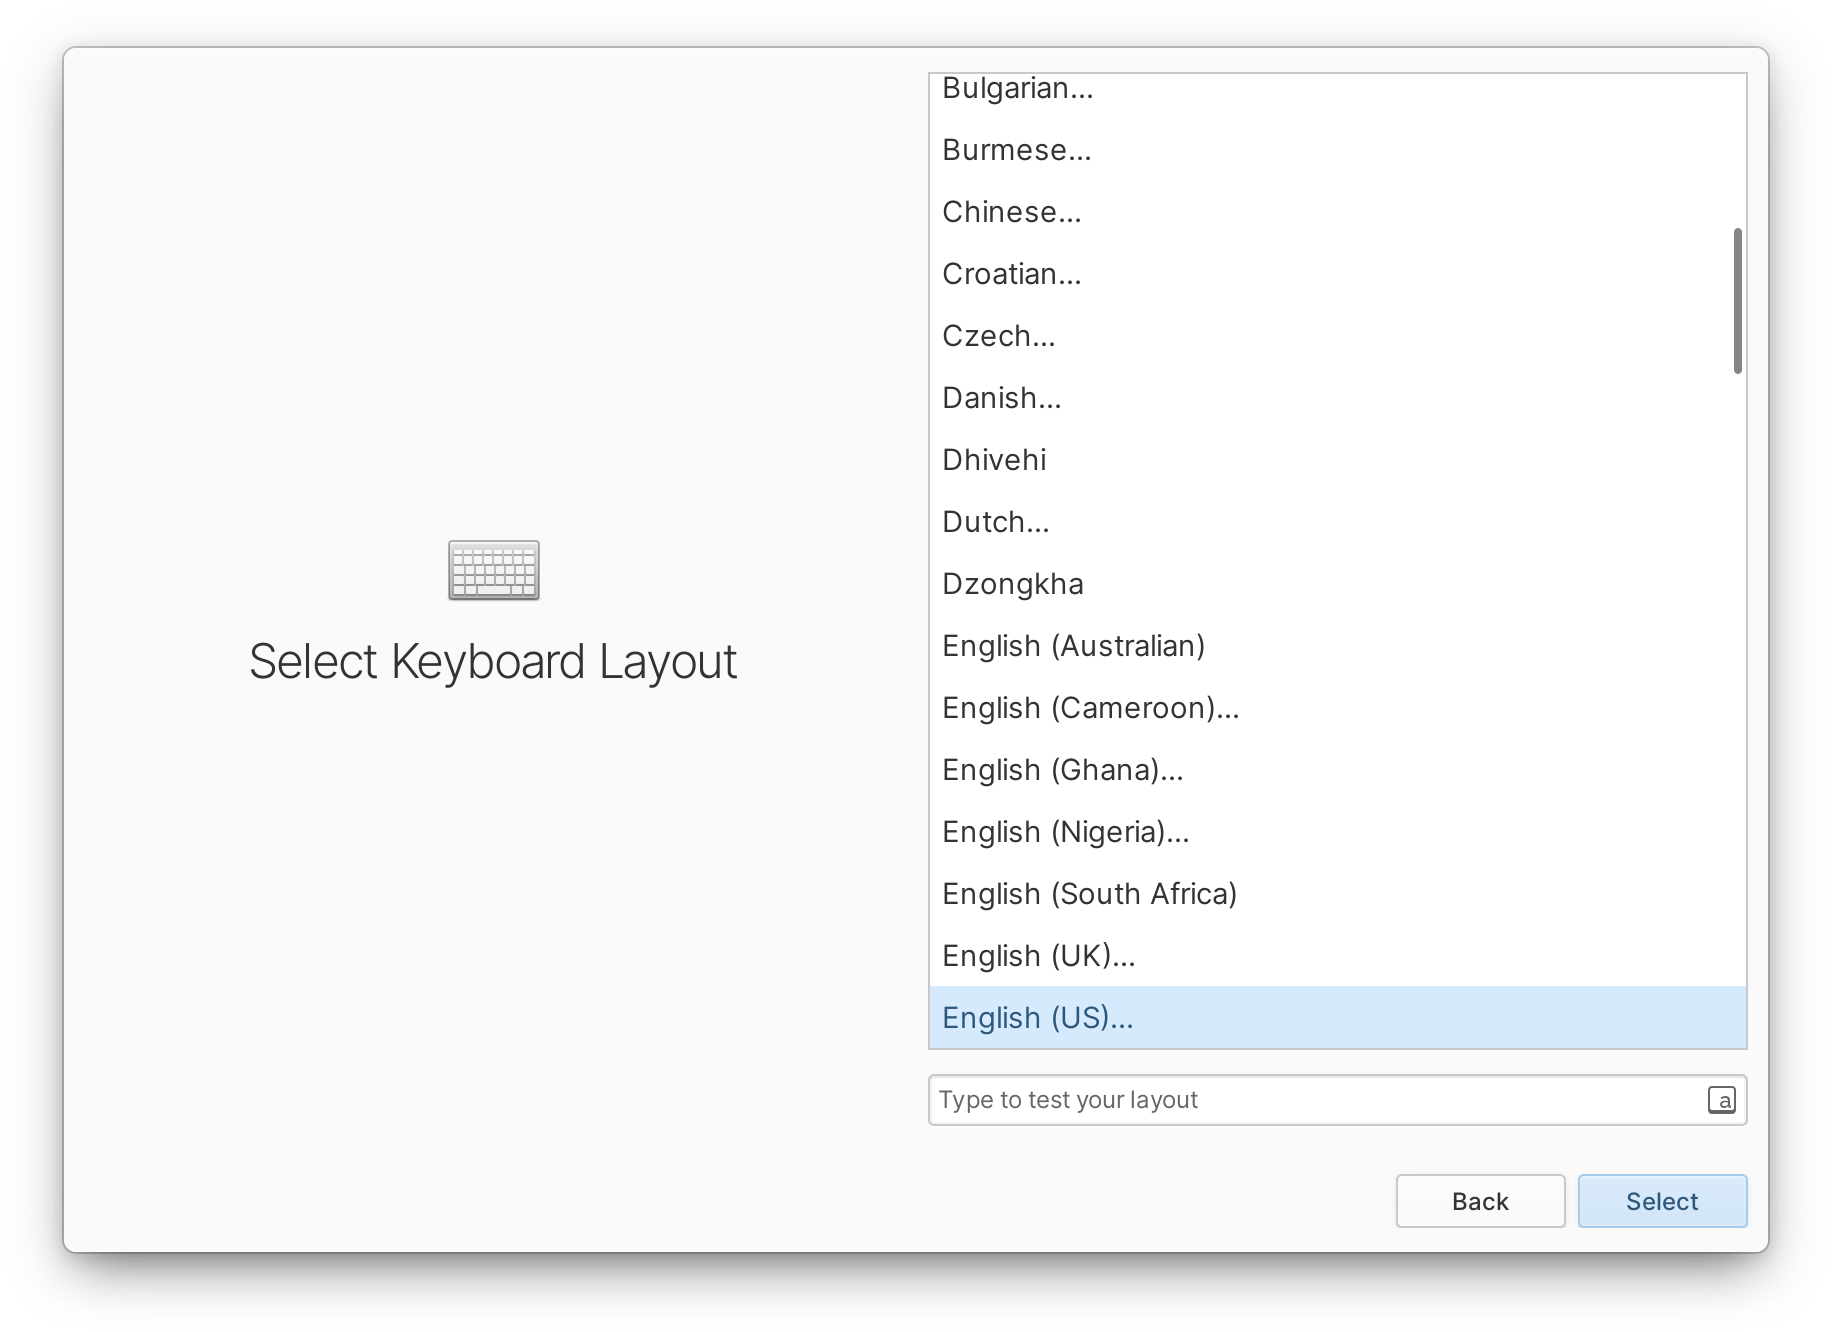 Select Keyboard Layout
Bulgarian...
Burmese...
Chinese...
Croatian...
Czech...
Danish...
Dhivehi
Dutch...
Dzongkha
English (Australian)
English (Cameroon)...
English (Ghana)...
English (Nigeria)...
English (South Africa)
English (UK)...
English (US)...
Type to test your layout
a
Back
Select